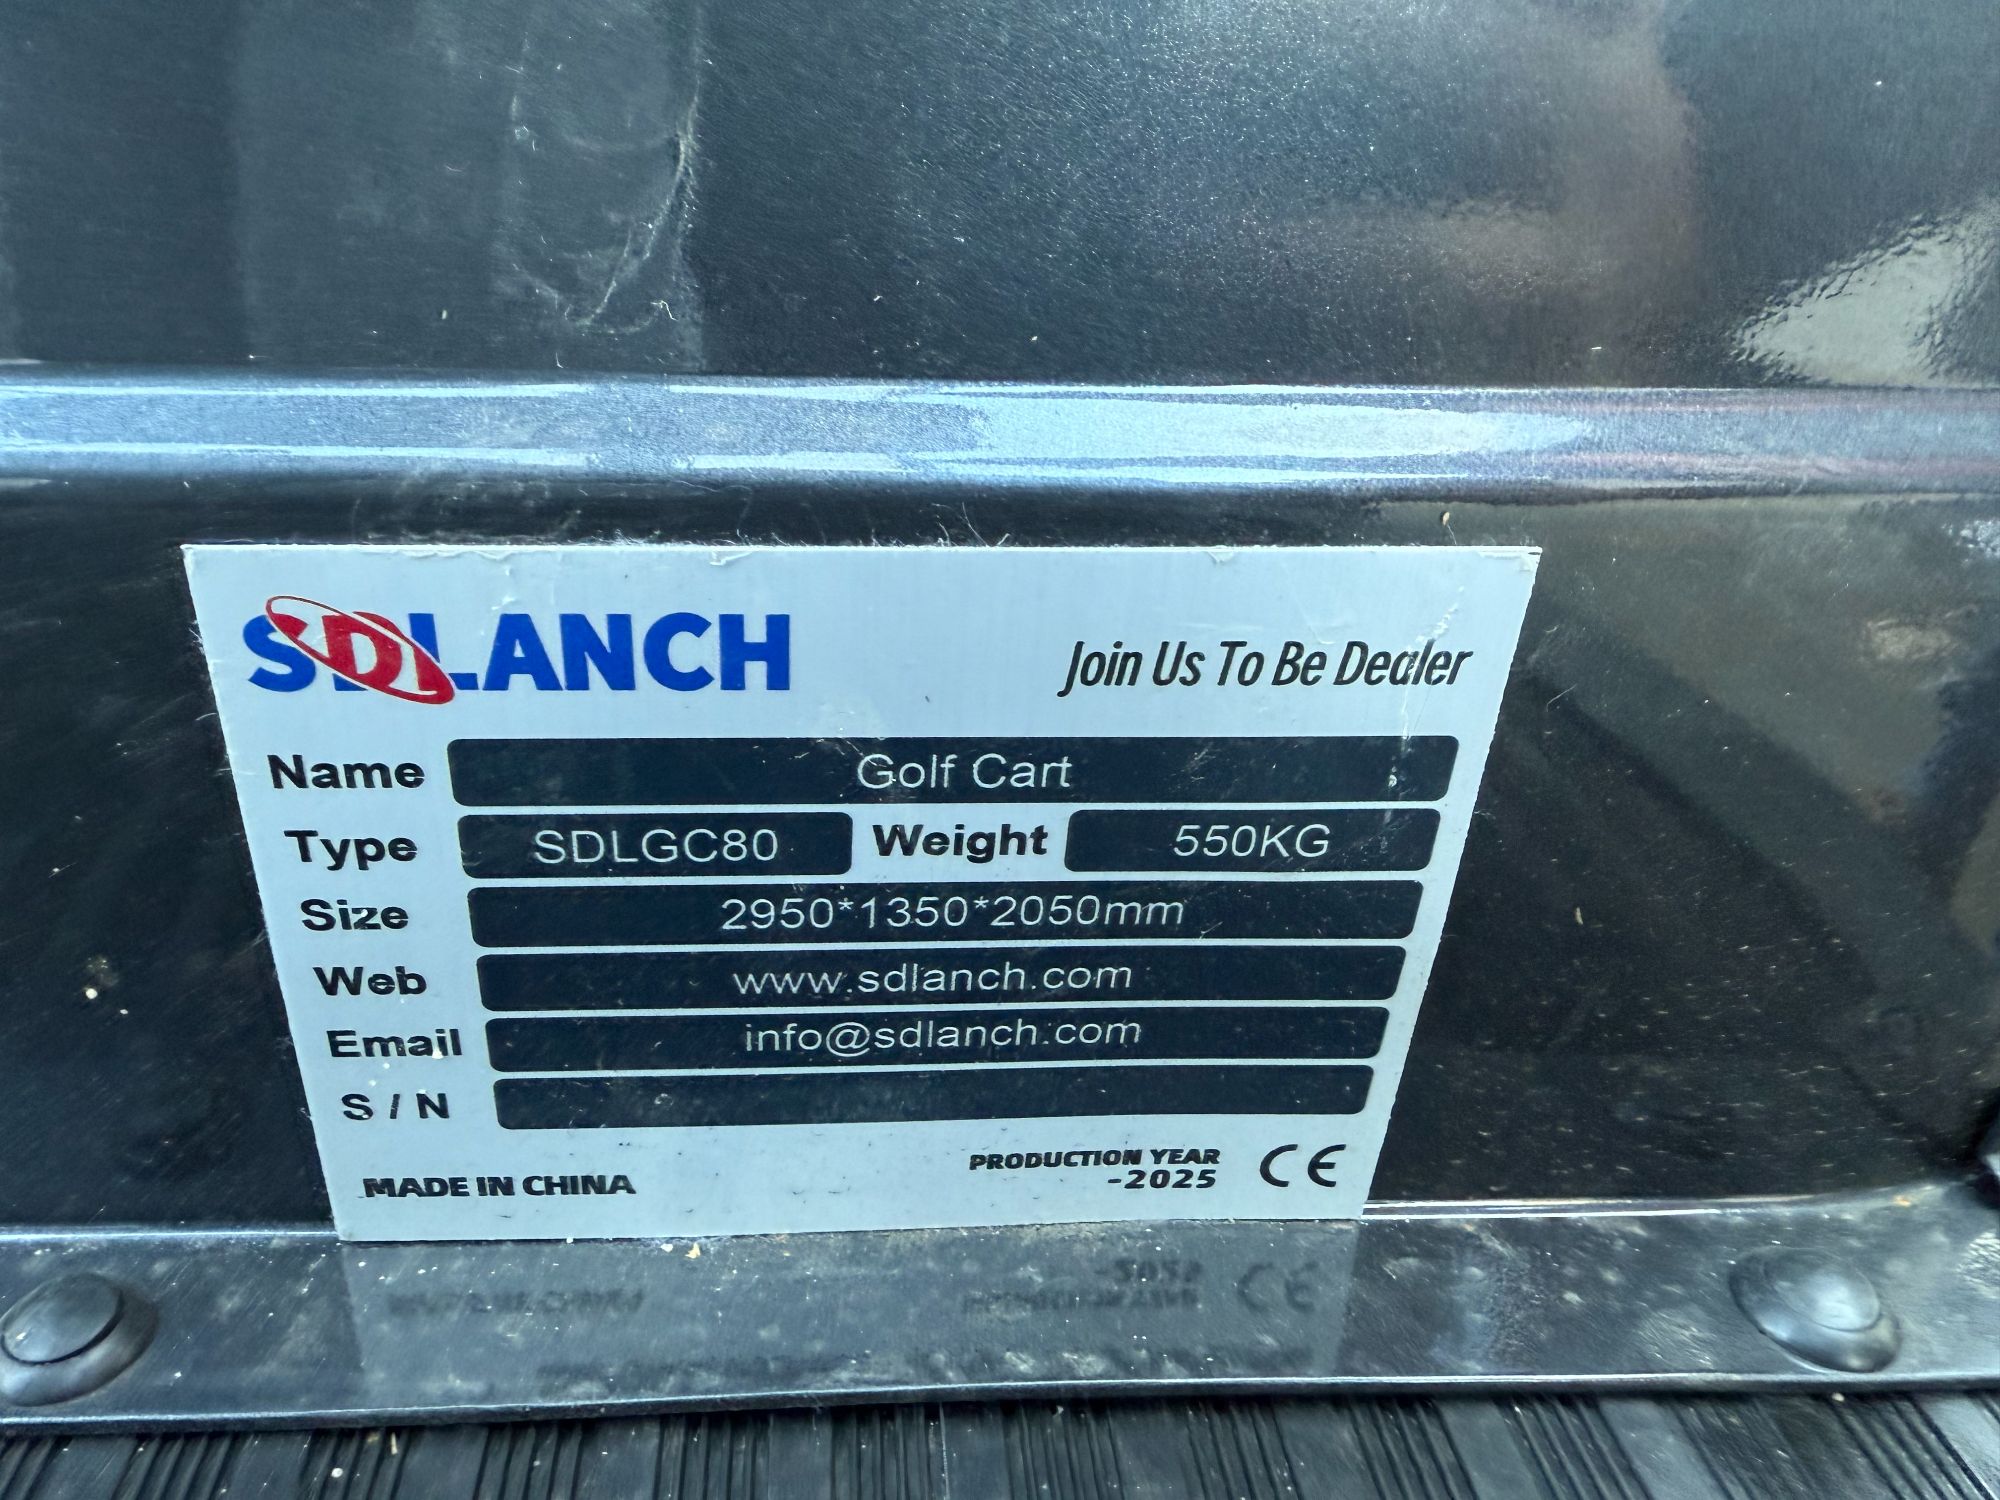 SDLANCH
Join Us To Be Dealer
Name Golf Cart
Type SDLGC80 Weight 550KG
Size 2950*1350*2050mm
Web www.sdlanch.com
Email info@sdlanch.com
S / N
MADE IN CHINA
PRODUCTION YEAR
-2025
CE